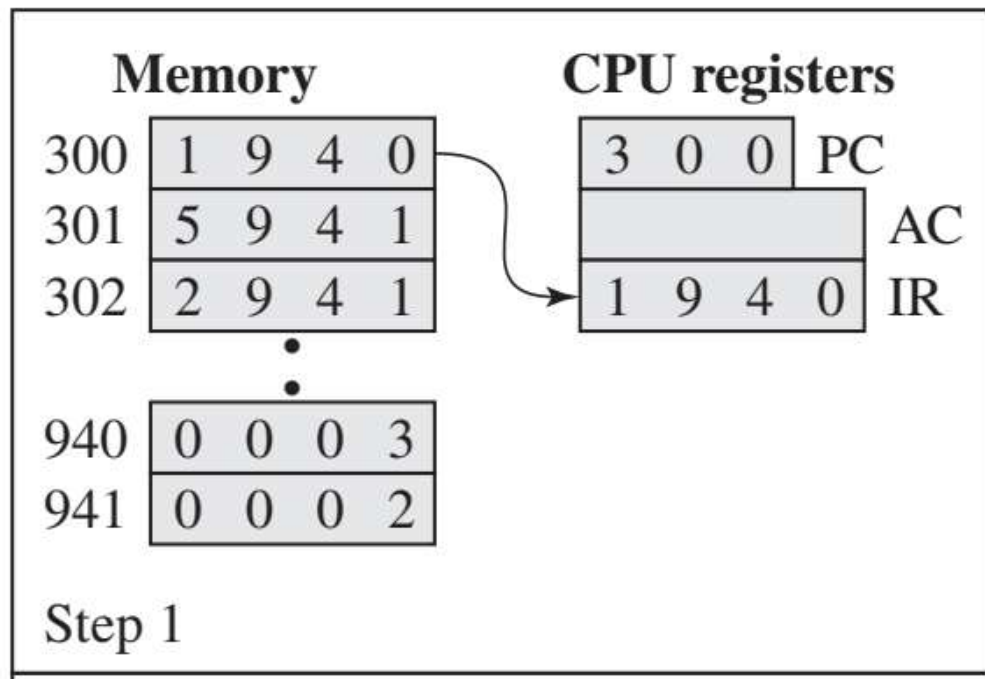 Memory CPU registers
300 1 9 4 0 3 0 0 PC
301 5 9 4 1 AC
302 2 9 4 1 1 9 4 0 IR
940 0 0 0 3
941 0 0 0 2
Step 1